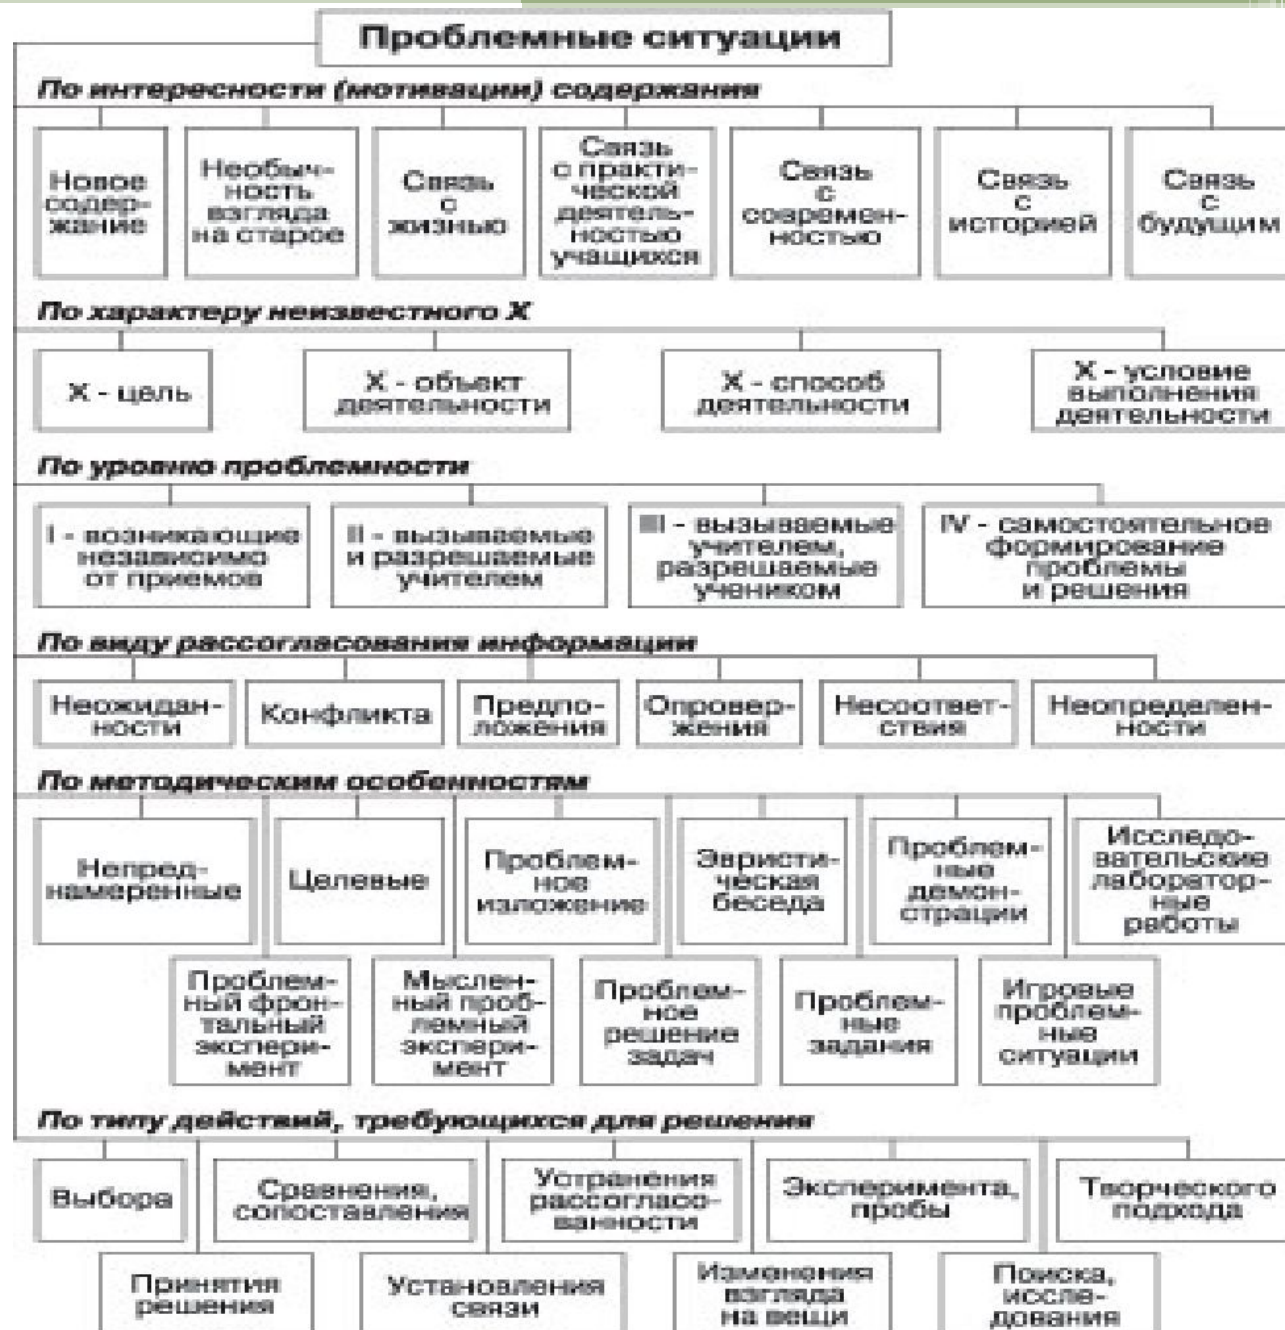 Проблемные ситуации
По интересности (мотивации) содержания
Новое
содер-
жание
Необыч-
ность
взгляда
на старое
Связь
с
жизнью
Связь
с практи-
ческой
деятель-
ностью
учащихся
Связь
с
современ-
ностью
Связь
с
историей
Связь
с
будущим
По характеру неизвестного X
X - цель
X - объект
деятельности
X - способ
деятельности
X - условие
выполнения
деятельности
По уровню проблемности
I - возникающие
независимо
от приемов
II - вызываемые
и разрешаемые
учителем
III - вызываемые
учителем,
разрешаемые
учеником
IV - самостоятельное
формирование
проблемы
и решения
По виду рассогласования информации
Неожидан-
ности
Конфликта
Предпо-
ложения
Опровер-
жения
Несоответ-
ствия
Неопределен-
ности
По методическим особенностям
Непред-
намеренные
Целевые
Проблем-
ное
изложение
Эвристи-
ческая
беседа
Проблем-
ные
демон-
страции
Исследо-
вательские
лаборатор-
ные
работы
Проблем-
ный фрон-
тальный
экспери-
мент
Мыслен-
ный проб-
лемный
экспери-
мент
Проблем-
ное
решение
задач
Проблем-
ные
задания
Игровые
проблем-
ные
ситуации
По типу действий, требующихся для решения
Выбора
Сравнения,
сопоставления
Устранения
рассогласо-
ванности
Эксперимента,
пробы
Творческого
подхода
Принятия
решения
Установления
связи
Изменения
взгляда
на вещи
Поиска,
иссле-
дования